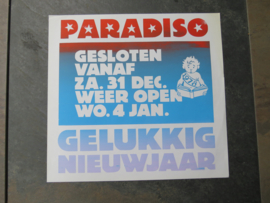 PARADISO
GESLOTEN
VANAF
ZA. 31 DEC.
WEER OPEN
WO. 4 JAN.
GELUKKIG
NIEUWJAAR